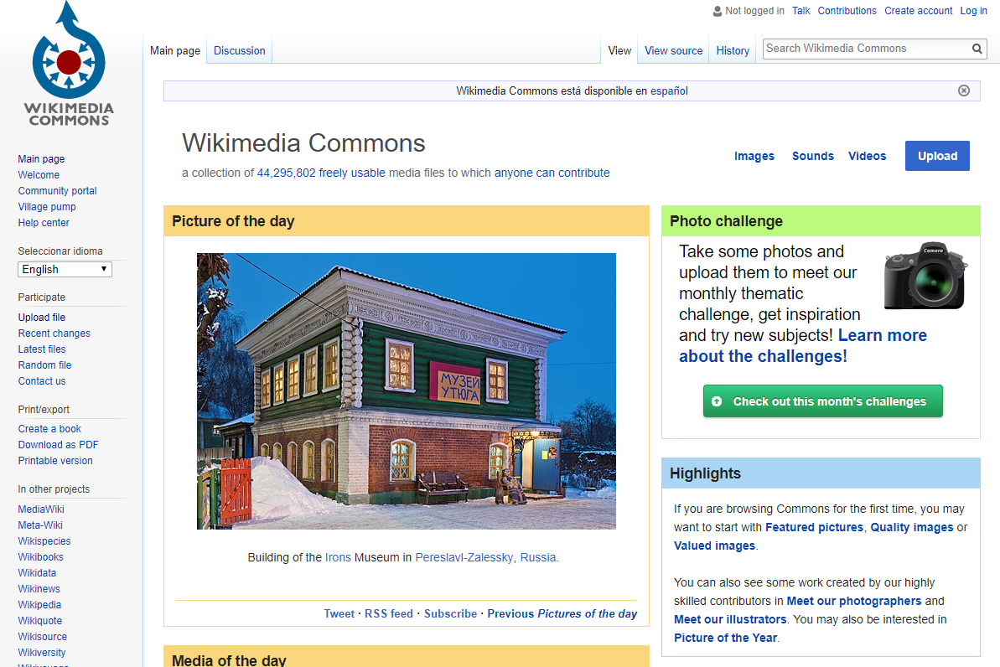 Not logged in Talk Contributions Create account Log in
WIKIMEDIA
COMMONS
Main page Discussion View View source History Search Wikimedia Commons
Wikimedia Commons está disponible en español
Wikimedia Commons
a collection of 44,295,802 freely usable media files to which anyone can contribute
Images Sounds Videos Upload
Main page
Welcome
Community portal
Village pump
Help center
Seleccionar idioma
English
Participate
Upload file
Recent changes
Latest files
Random file
Contact us
Print/export
Create a book
Download as PDF
Printable version
In other projects
MediaWiki
Meta-Wiki
Wikispecies
Wikibooks
Wikidata
Wikinews
Wikipedia
Wikiquote
Wikisource
Wikiversity
Wikivoyage
Picture of the day
МУЗЕЙ
УТЮГА
Building of the Irons Museum in Pereslavl-Zalessky, Russia.
Tweet · RSS feed · Subscribe · Previous Pictures of the day
Media of the day
Photo challenge
Take some photos and
upload them to meet our
monthly thematic
challenge, get inspiration
and try new subjects! Learn more
about the challenges!
Camera
Check out this month's challenges
Highlights
If you are browsing Commons for the first time, you may
want to start with Featured pictures, Quality images or
Valued images.
You can also see some work created by our highly
skilled contributors in Meet our photographers and
Meet our illustrators. You may also be interested in
Picture of the Year.